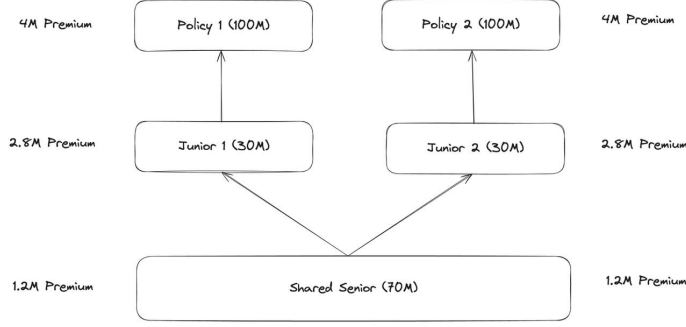 4M Premium
Policy 1 (100M)
Policy 2 (100M)
4M Premium
2.8M Premium
Junior 1 (30M)
Junior 2 (30M)
2.8M Premium
1.2M Premium
Shared Senior (70M)
1.2M Premium